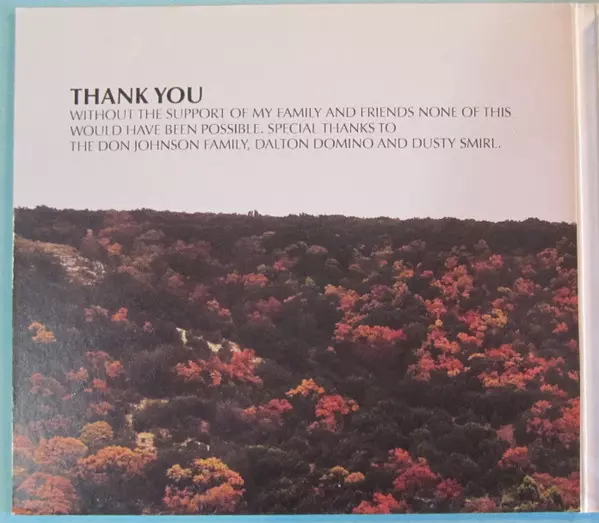 THANK YOU
WITHOUT THE SUPPORT OF MY FAMILY AND FRIENDS NONE OF THIS
WOULD HAVE BEEN POSSIBLE. SPECIAL THANKS TO
THE DON JOHNSON FAMILY, DALTON DOMINO AND DUSTY SMIRL.